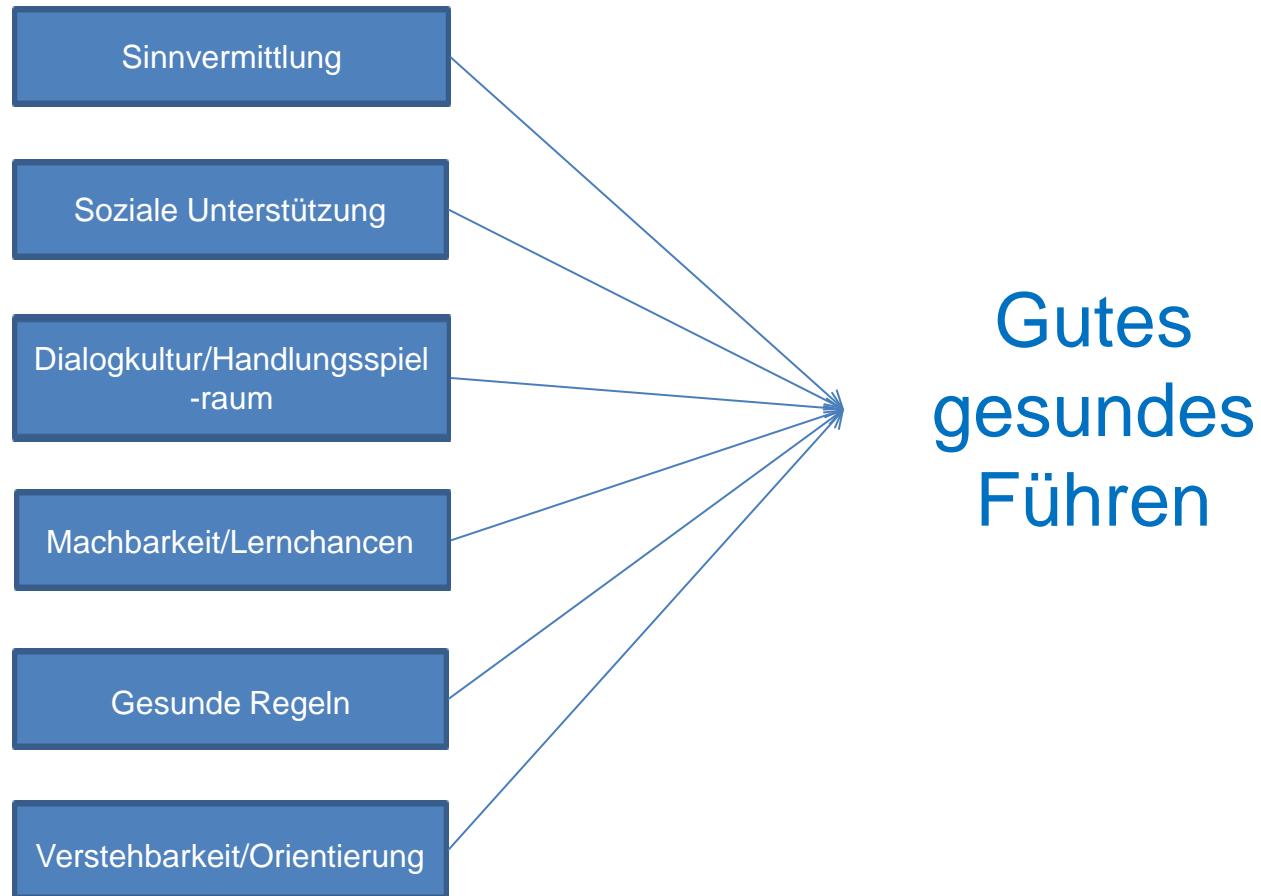 Sinnvermittlung
Soziale Unterstützung
Dialogkultur/Handlungsspiel
-raum
Machbarkeit/Lernchancen
Gesunde Regeln
Verstehbarkeit/Orientierung
Gutes
gesundes
Führen